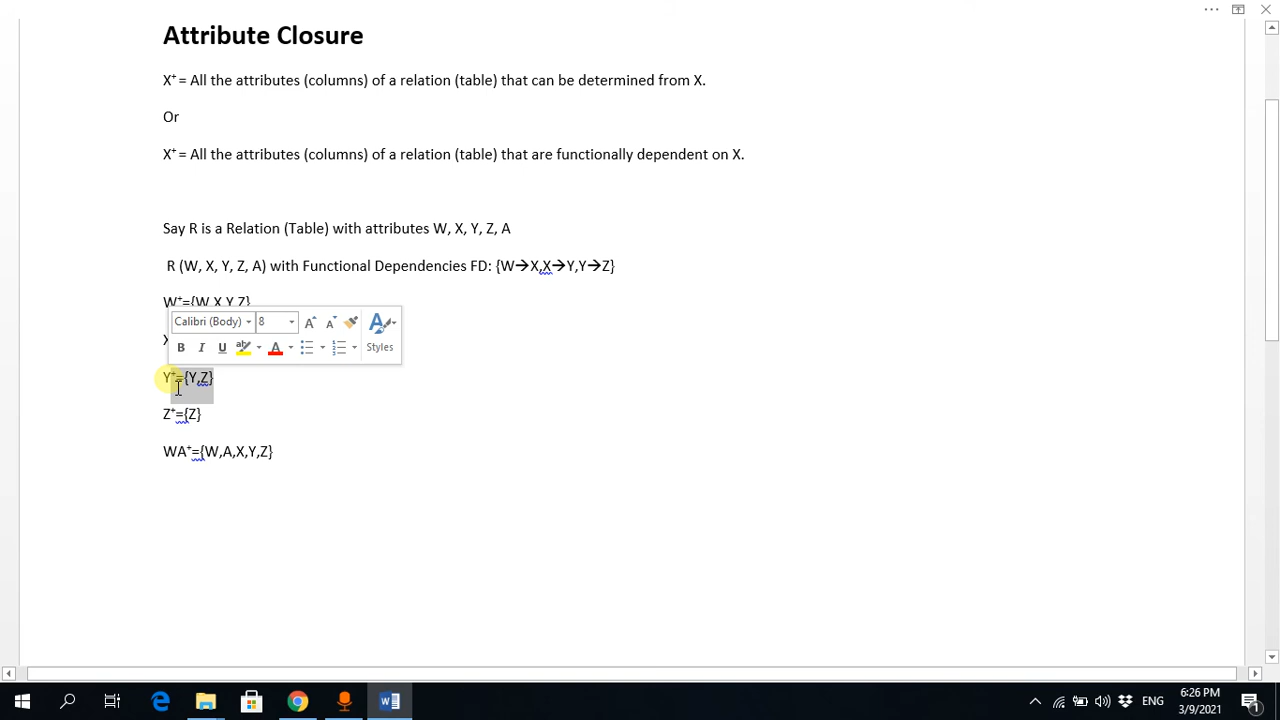 Attribute Closure
X⁺ = All the attributes (columns) of a relation (table) that can be determined from X.
Or
X⁺ = All the attributes (columns) of a relation (table) that are functionally dependent on X.
Say R is a Relation (Table) with attributes W, X, Y, Z, A
R (W, X, Y, Z, A) with Functional Dependencies FD: {W→X,X→Y,Y→Z}
W⁺={W,X,Y,Z}
Calibri (Body) 8
X
B I U ab A Styles
Y⁺={Y,Z}
Z⁺={Z}
WA⁺={W,A,X,Y,Z}
ENG
6:26 PM
3/9/2021
1